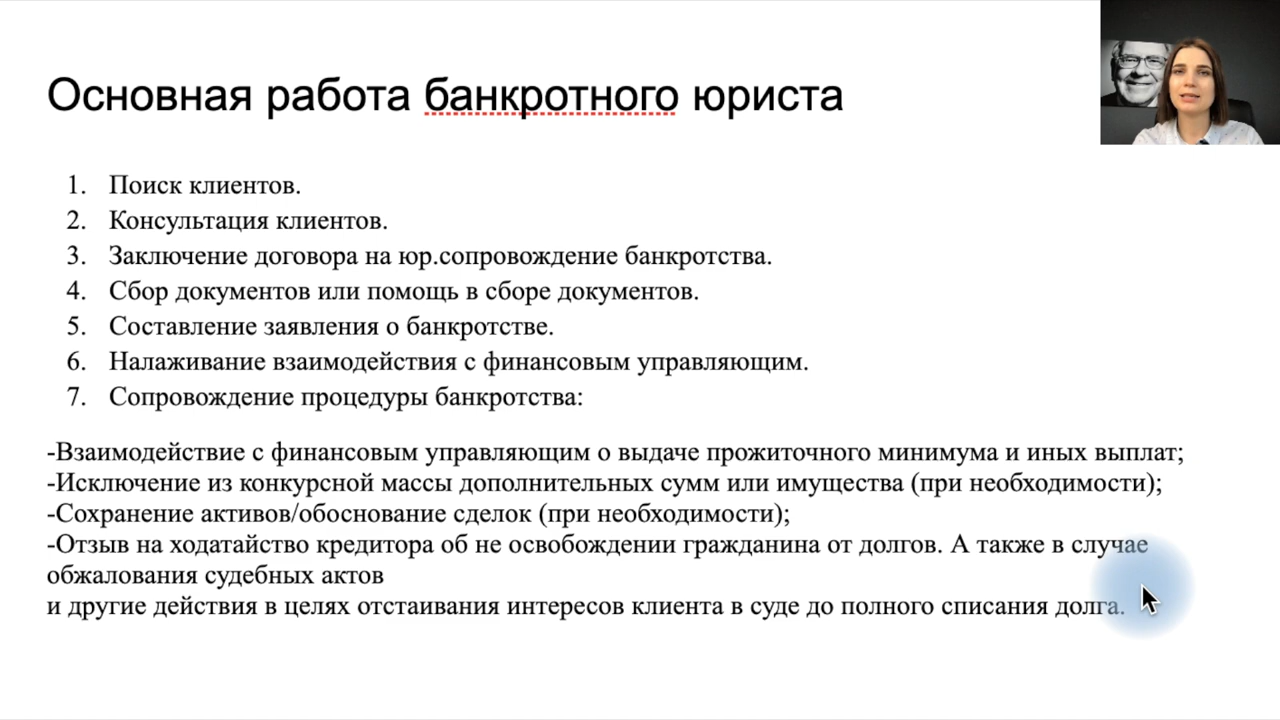 Основная работа банкротного юриста
1. Поиск клиентов.
2. Консультация клиентов.
3. Заключение договора на юр.сопровождение банкротства.
4. Сбор документов или помощь в сборе документов.
5. Составление заявления о банкротстве.
6. Налаживание взаимодействия с финансовым управляющим.
7. Сопровождение процедуры банкротства:
-Взаимодействие с финансовым управляющим о выдаче прожиточного минимума и иных выплат;
-Исключение из конкурсной массы дополнительных сумм или имущества (при необходимости);
-Сохранение активов/обоснование сделок (при необходимости);
-Отзыв на ходатайство кредитора об не освобождении гражданина от долгов. А также в случае
обжалования судебных актов
и другие действия в целях отстаивания интересов клиента в суде до полного списания долга.